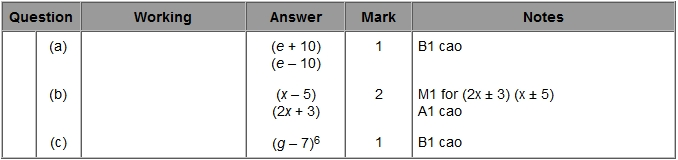 Question Working Answer Mark Notes
(a) (e + 10) 1 B1 cao
(e – 10)
(b) (x – 5) 2 M1 for (2x ± 3) (x ± 5)
(2x + 3) A1 cao
(c) (g – 7)⁶ 1 B1 cao